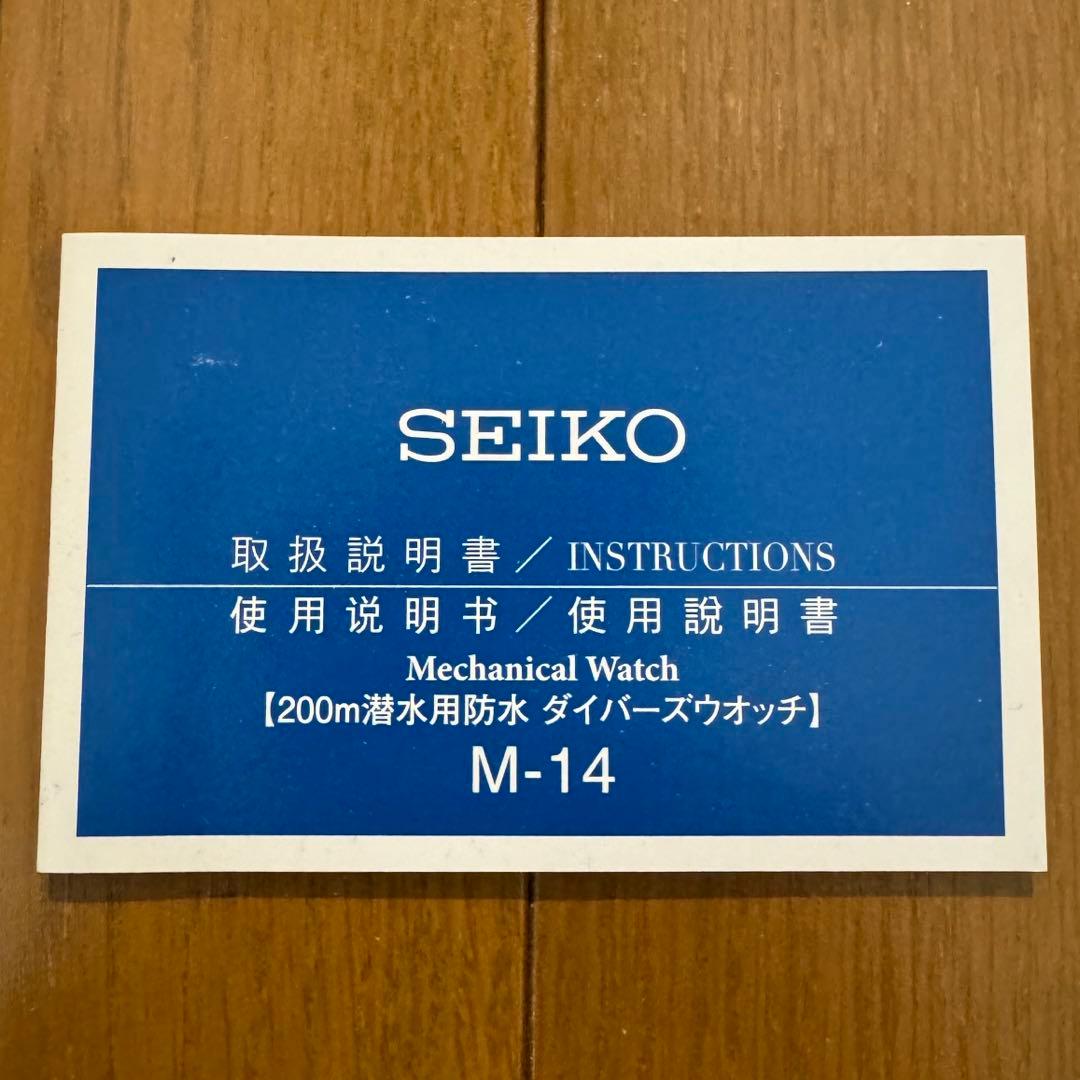 SEIKO
取扱説明書／INSTRUCTIONS
使用说明书／使用說明書
Mechanical Watch
【200m潜水用防水 ダイバーズウオッチ】
M-14